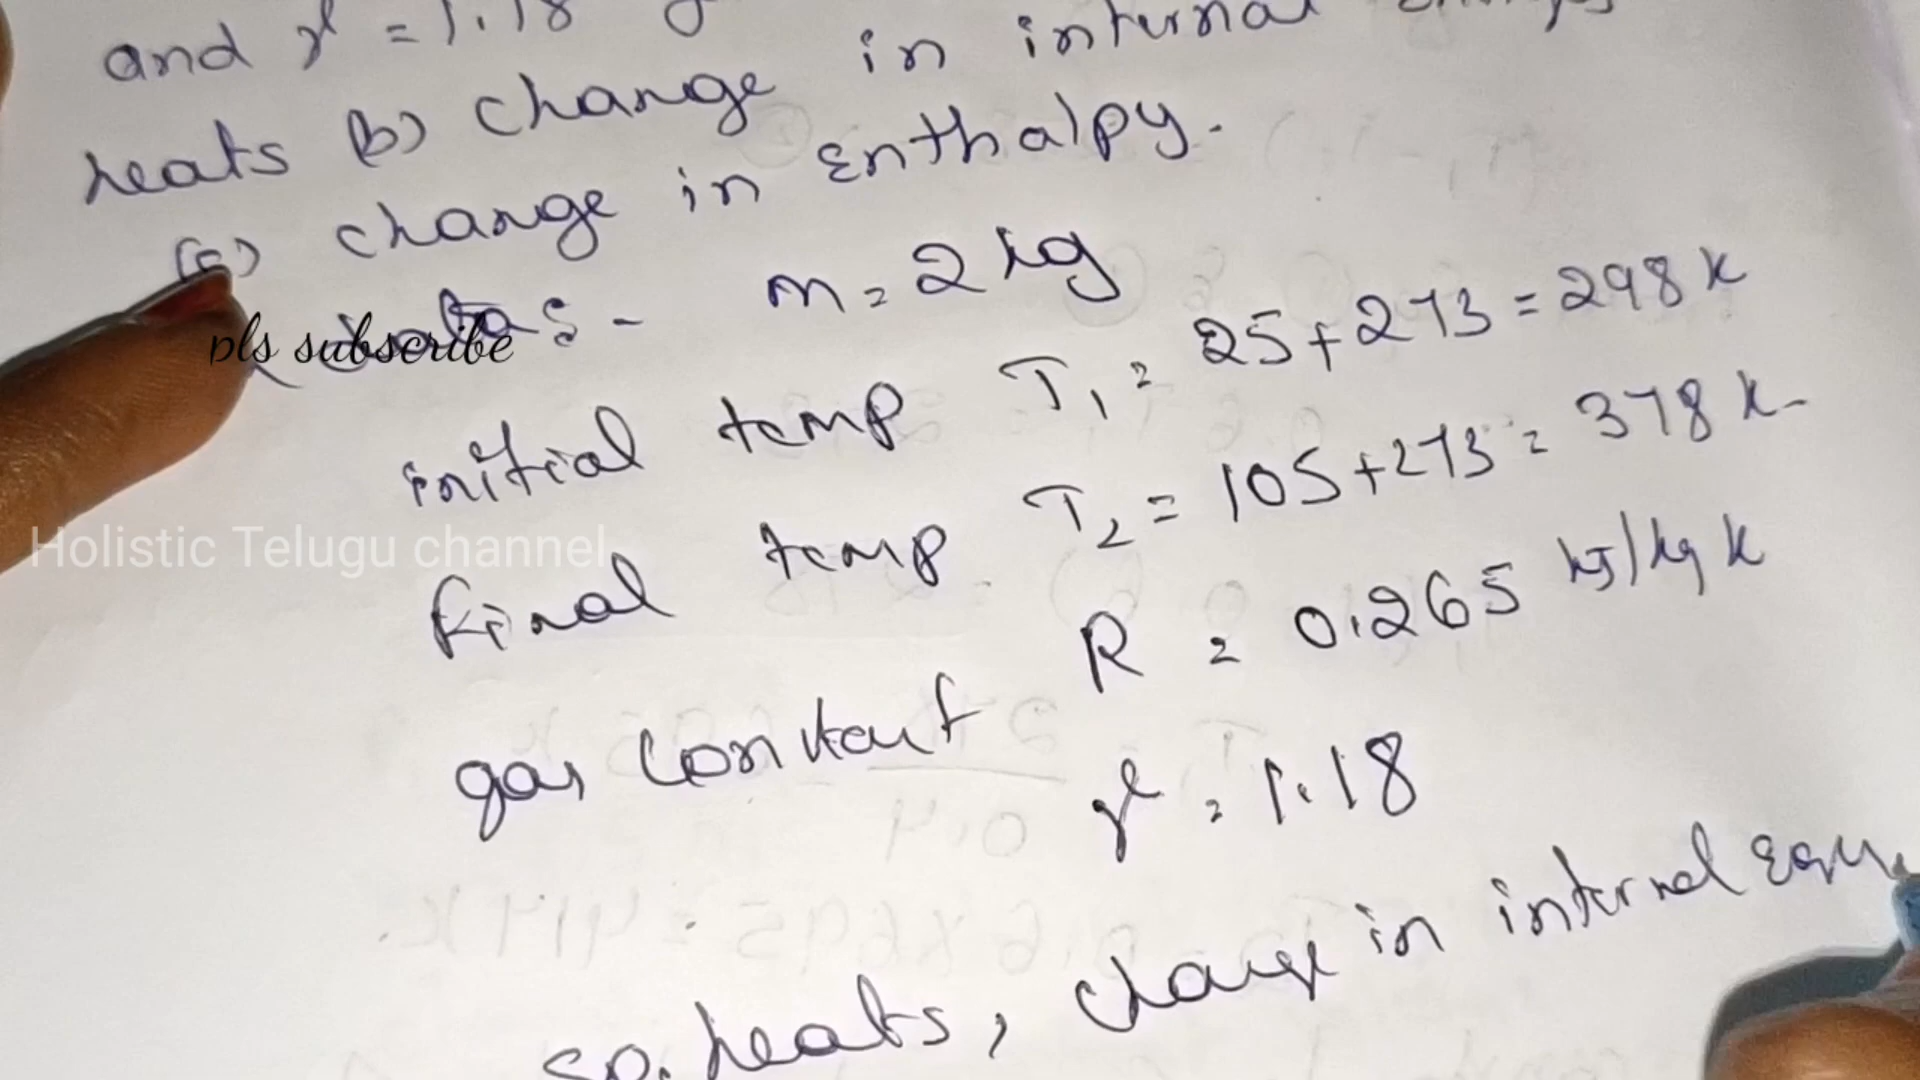 and γ = 1.18
heats (b) change in internal
(c) change in Enthalpy.
m = 2 kg
pls subscribe
initial temp T1 = 25+273 = 298 K
Holistic Telugu channel
final temp T2 = 105+273 = 378 K
gas constant R = 0.265 kJ/kg K
γ = 1.18
sp. heats, change in internal